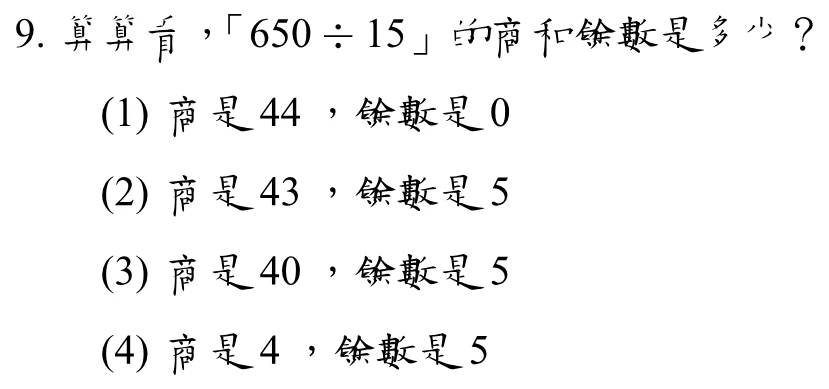 9. 算算看，「650 ÷ 15」的商和餘數是多少？
(1) 商是 44 ，餘數是 0
(2) 商是 43 ，餘數是 5
(3) 商是 40 ，餘數是 5
(4) 商是 4 ，餘數是 5